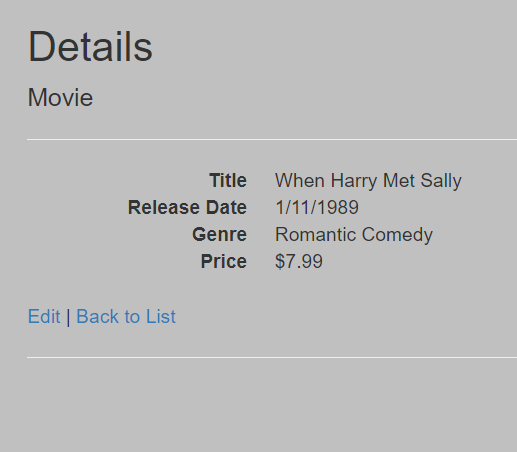 Details
Movie
Title When Harry Met Sally
Release Date 1/11/1989
Genre Romantic Comedy
Price $7.99
Edit | Back to List